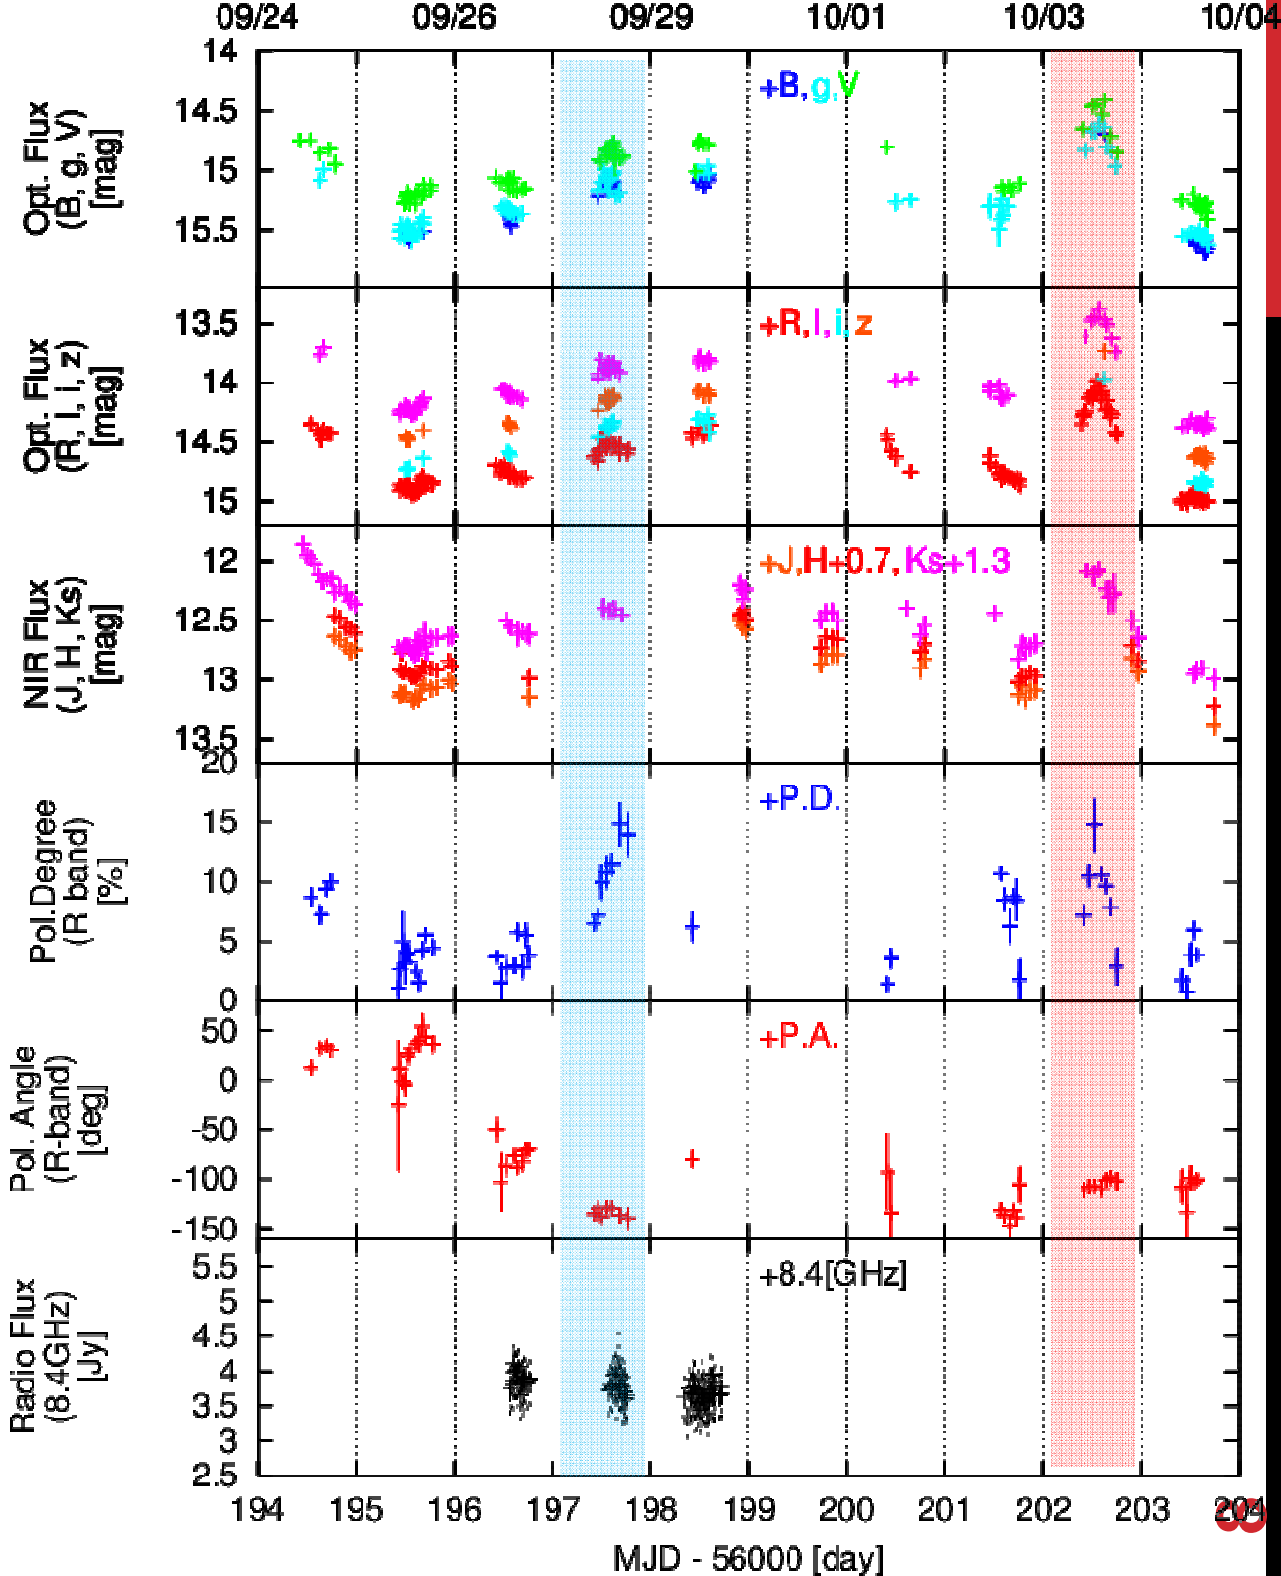 09/24 09/26 09/29 10/01 10/03 10/04
Opt. Flux
(B, g, V)
[mag]
14
14.5
15
15.5
+B, g, V
Opt. Flux
(R, I, i, z)
[mag]
13.5
14
14.5
15
+R, I, i, z
NIR Flux
(J, H, Ks)
[mag]
12
12.5
13
13.5
+J, H+0.7, Ks+1.3
Pol.Degree
(R band)
[%]
20
15
10
5
0
+P.D.
Pol. Angle
(R-band)
[deg]
50
0
-50
-100
-150
+P.A.
Radio Flux
(8.4GHz)
[Jy]
5.5
5
4.5
4
3.5
3
2.5
+8.4[GHz]
194 195 196 197 198 199 200 201 202 203 204
MJD - 56000 [day]